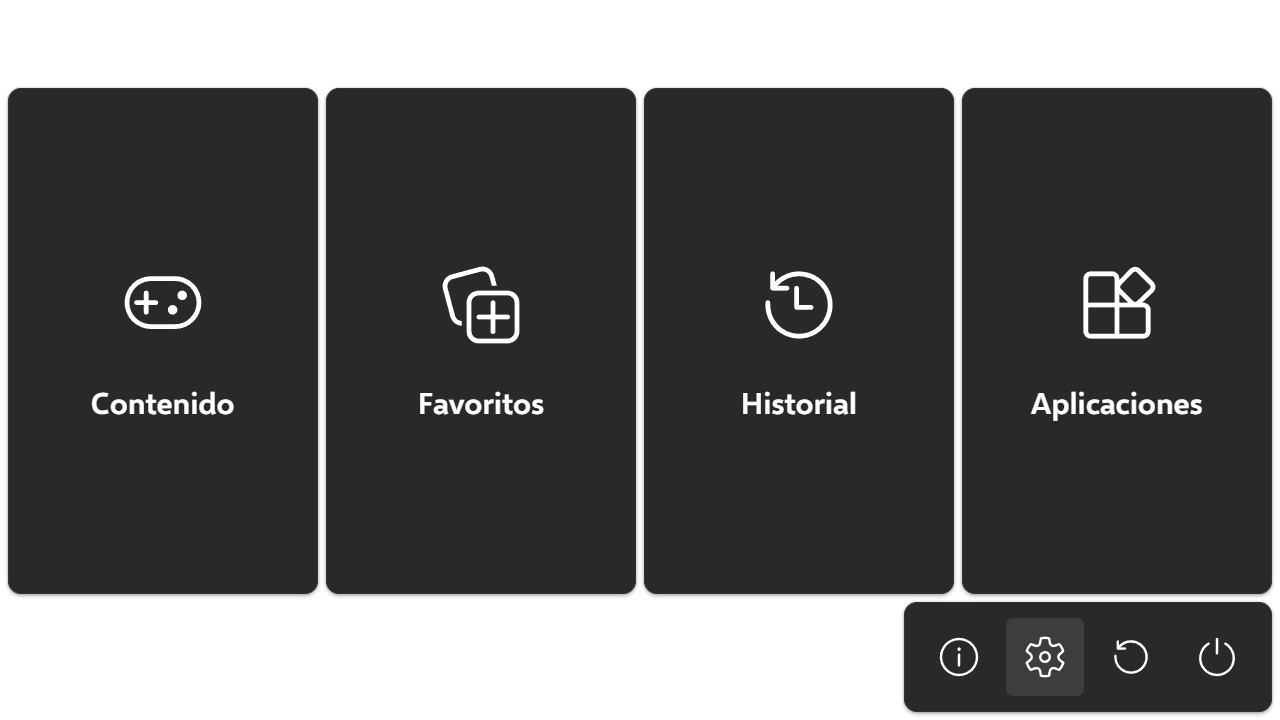 Contenido
Favoritos
Historial
Aplicaciones